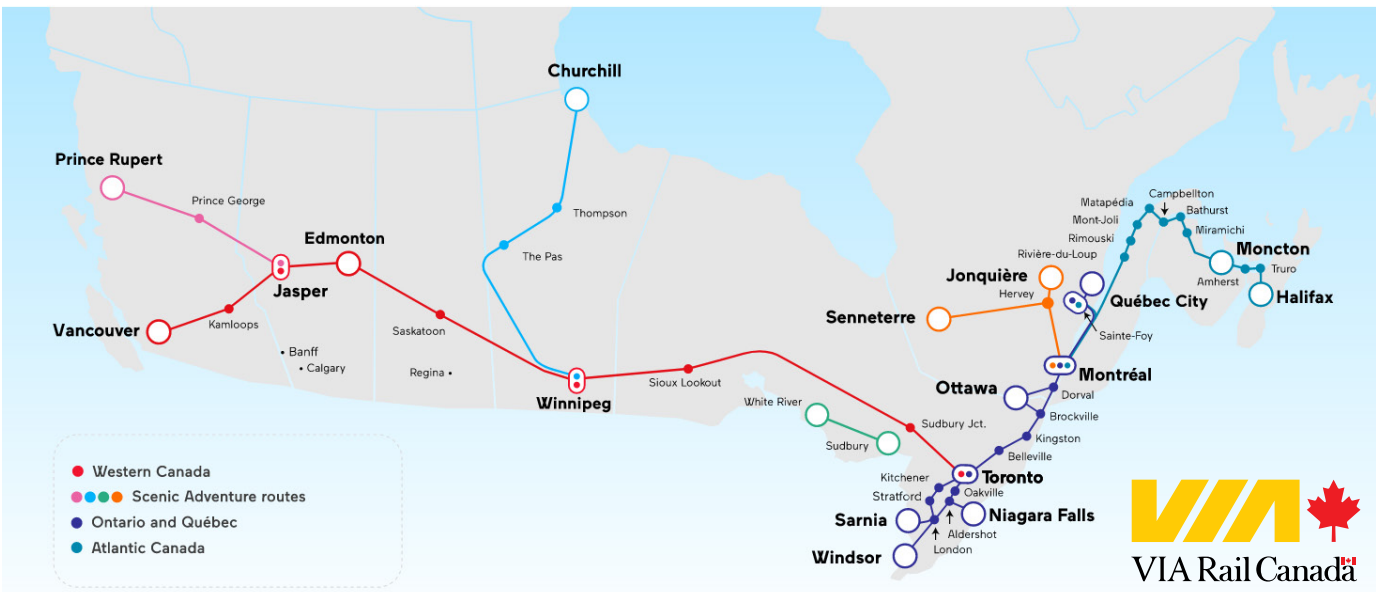 Churchill
Prince Rupert
Prince George
Thompson
The Pas
Edmonton
Jasper
Vancouver
Kamloops
Saskatoon
• Banff
• Calgary
Regina •
Winnipeg
Sioux Lookout
White River
Sudbury
Sudbury Jct.
Campbellton
Matapédia
Bathurst
Mont-Joli
Miramichi
Rimouski
Moncton
Rivière-du-Loup
Truro
Amherst
Halifax
Jonquière
Hervey
Québec City
Senneterre
Sainte-Foy
Montréal
Ottawa
Dorval
Brockville
Kingston
Belleville
Toronto
Kitchener
Oakville
Stratford
Niagara Falls
Sarnia
Aldershot
London
Windsor
Western Canada
Scenic Adventure routes
Ontario and Québec
Atlantic Canada
VIA
VIA Rail Canada